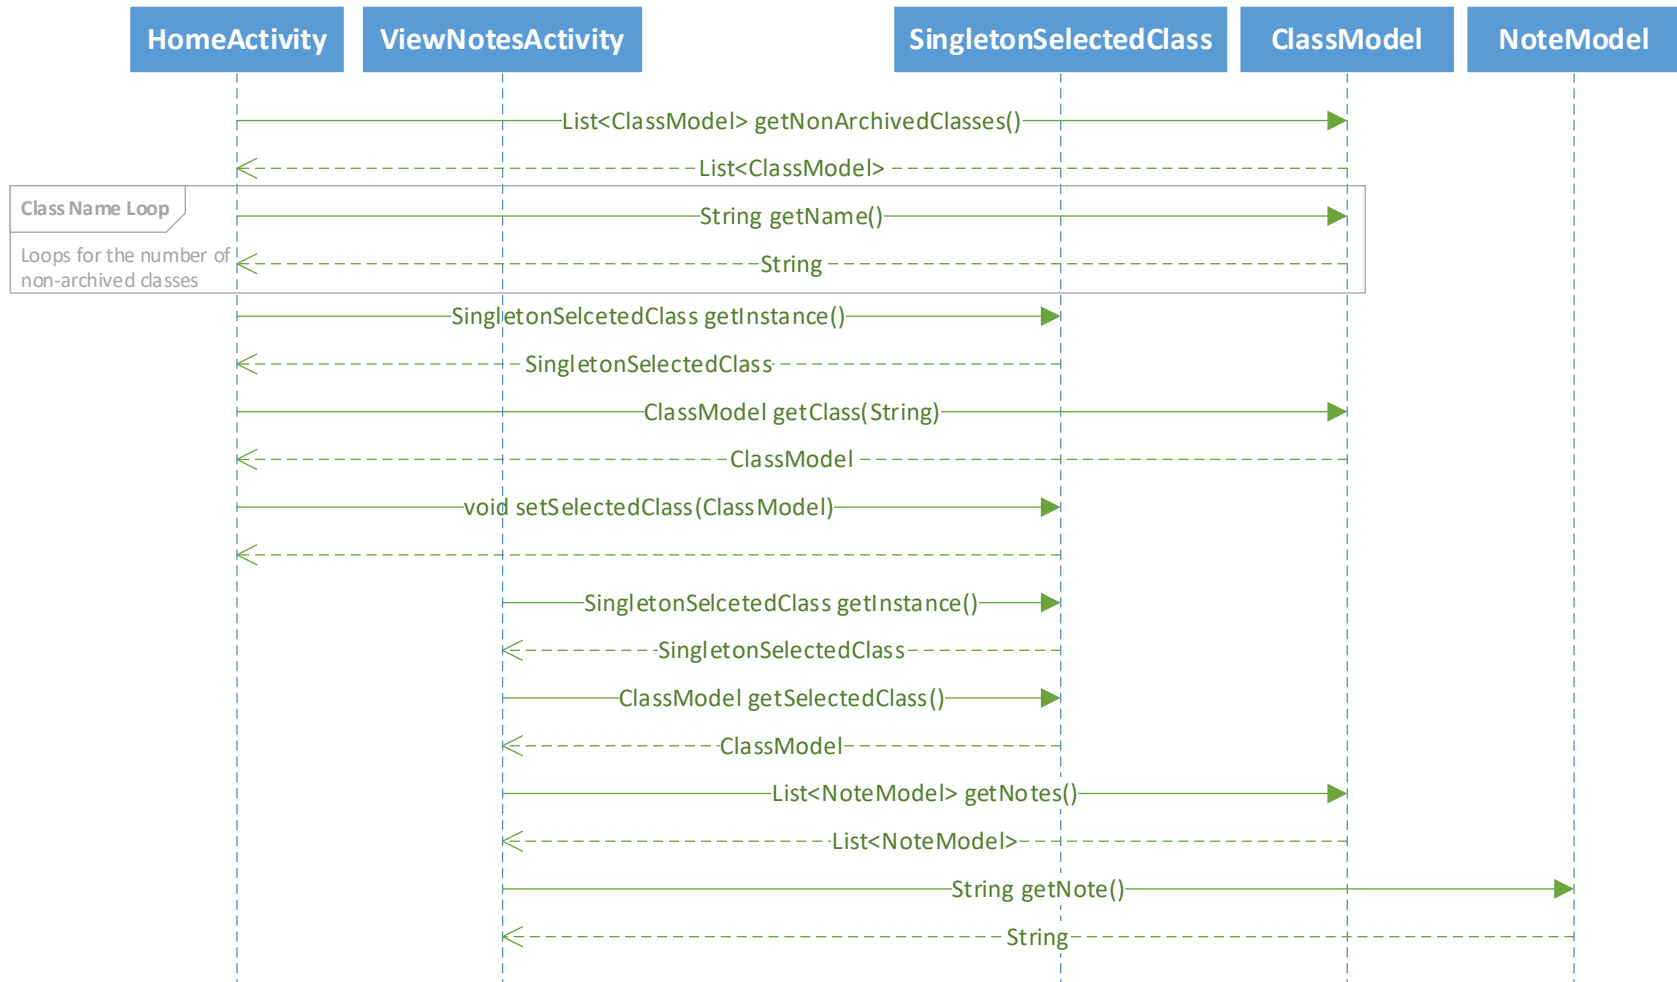 HomeActivity
ViewNotesActivity
SingletonSelectedClass
ClassModel
NoteModel
List<ClassModel> getNonArchivedClasses()
List<ClassModel>
Class Name Loop
String getName()
Loops for the number of
non-archived classes
String
SingletonSelcetedClass getInstance()
SingletonSelectedClass
ClassModel getClass(String)
ClassModel
void setSelectedClass(ClassModel)
SingletonSelcetedClass getInstance()
SingletonSelectedClass
ClassModel getSelectedClass()
ClassModel
List<NoteModel> getNotes()
List<NoteModel>
String getNote()
String